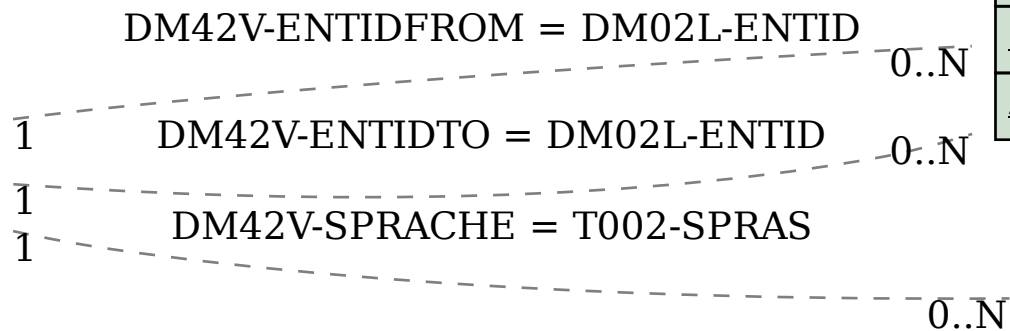 DM42V-ENTIDFROM = DM02L-ENTID
0..N
1
DM42V-ENTIDTO = DM02L-ENTID
0..N
1
DM42V-SPRACHE = T002-SPRAS
1
0..N